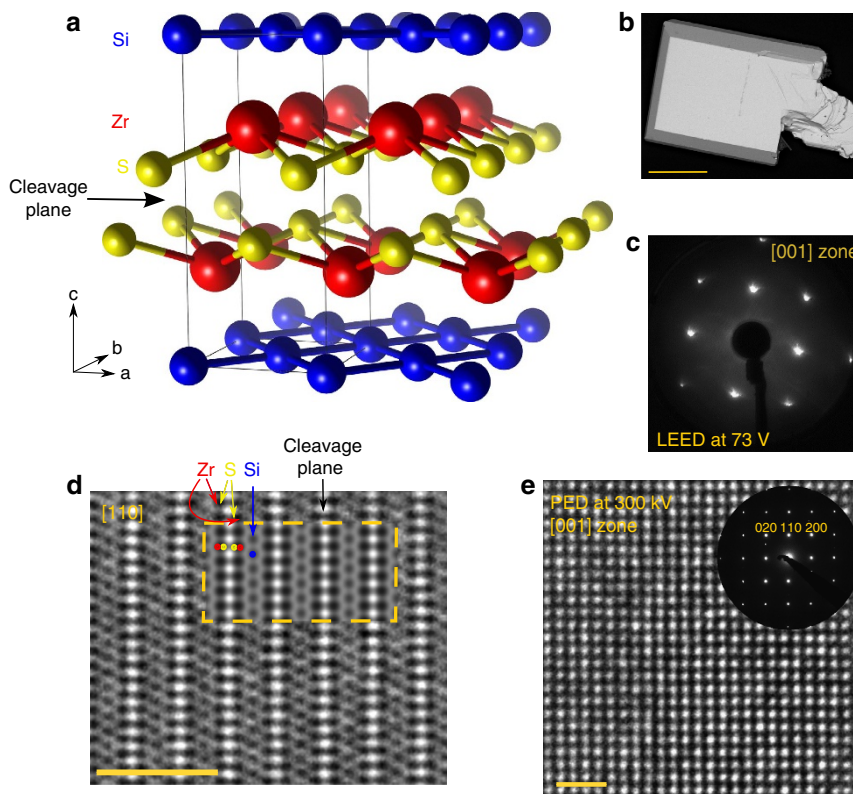 a
Si
Zr
S
Cleavage
plane
c
b
a
b
c
[001] zone
LEED at 73 V
d
Zr S Si
Cleavage
plane
[110]
e
PED at 300 kV
[001] zone
020 110 200